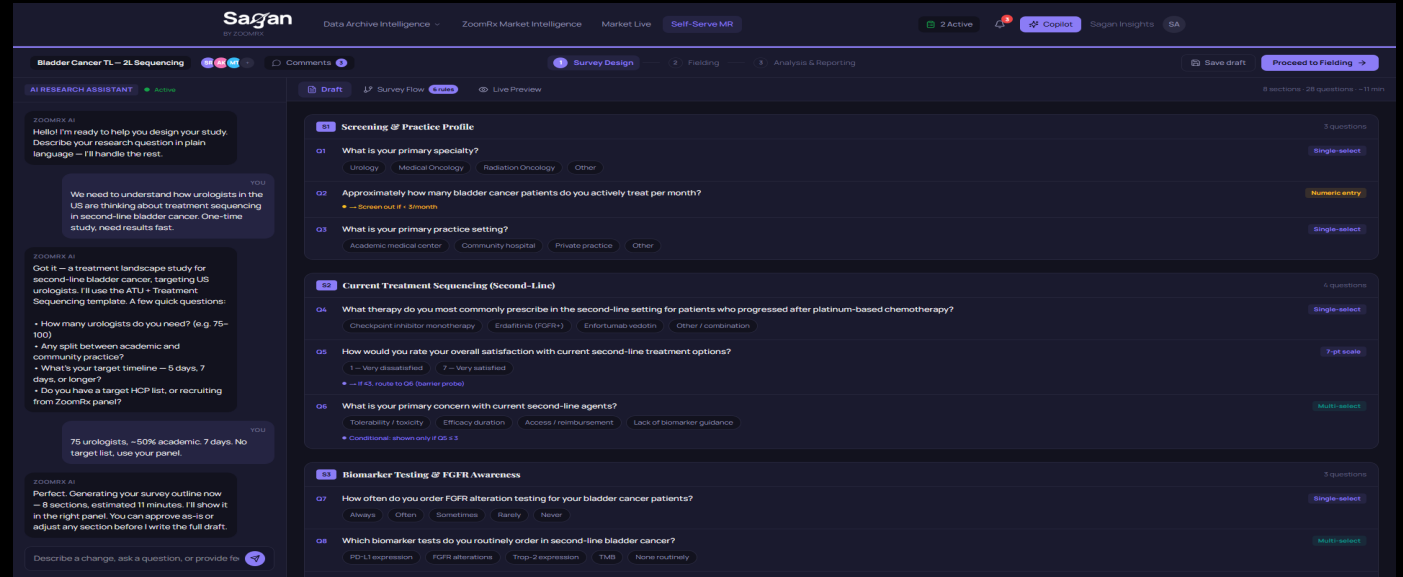 Sagan
BY ZOOMRX
Data Archive Intelligence
ZoomRx Market Intelligence
Market Live
Self-Serve MR
2 Active
3
Copilot
Sagan Insights
SA
Bladder Cancer TL — 2L Sequencing
SR
AK
MT
Comments
1 Survey Design
2 Fielding
3 Analysis & Reporting
Save draft
Proceed to Fielding →
AI RESEARCH ASSISTANT
Active
Draft
Survey Flow
6 rules
Live Preview
8 sections · 28 questions · ~11 min
ZOOMRX AI
Hello! I'm ready to help you design your study.
Describe your research question in plain
language — I'll handle the rest.
YOU
We need to understand how urologists in the
US are thinking about treatment sequencing
in second-line bladder cancer. One-time
study, need results fast.
ZOOMRX AI
Got it — a treatment landscape study for
second-line bladder cancer, targeting US
urologists. I'll use the ATU + Treatment
Sequencing template. A few quick questions:
• How many urologists do you need? (e.g. 75–
100)
• Any split between academic and
community practice?
• What's your target timeline — 5 days, 7
days, or longer?
• Do you have a target HCP list, or recruiting
from ZoomRx panel?
YOU
75 urologists, ~50% academic. 7 days. No
target list, use your panel.
ZOOMRX AI
Perfect. Generating your survey outline now
— 8 sections, estimated 11 minutes. I'll show it
in the right panel. You can approve as-is or
adjust any section before I write the full draft.
Describe a change, ask a question, or provide fe
S1 Screening & Practice Profile
3 questions
Q1 What is your primary specialty?
Single-select
Urology
Medical Oncology
Radiation Oncology
Other
Q2 Approximately how many bladder cancer patients do you actively treat per month?
Numeric entry
→ Screen out if < 3/month
Q3 What is your primary practice setting?
Single-select
Academic medical center
Community hospital
Private practice
Other
S2 Current Treatment Sequencing (Second-Line)
4 questions
Q4 What therapy do you most commonly prescribe in the second-line setting for patients who progressed after platinum-based chemotherapy?
Single-select
Checkpoint inhibitor monotherapy
Erdafitinib (FGFR+)
Enfortumab vedotin
Other / combination
Q5 How would you rate your overall satisfaction with current second-line treatment options?
7-pt scale
1 — Very dissatisfied
7 — Very satisfied
→ If ≤3, route to Q6 (barrier probe)
Q6 What is your primary concern with current second-line agents?
Multi-select
Tolerability / toxicity
Efficacy duration
Access / reimbursement
Lack of biomarker guidance
Conditional: shown only if Q5 ≤ 3
S3 Biomarker Testing & FGFR Awareness
3 questions
Q7 How often do you order FGFR alteration testing for your bladder cancer patients?
Single-select
Always
Often
Sometimes
Rarely
Never
Q8 Which biomarker tests do you routinely order in second-line bladder cancer?
Multi-select
PD-L1 expression
FGFR alterations
Trop-2 expression
TMB
None routinely